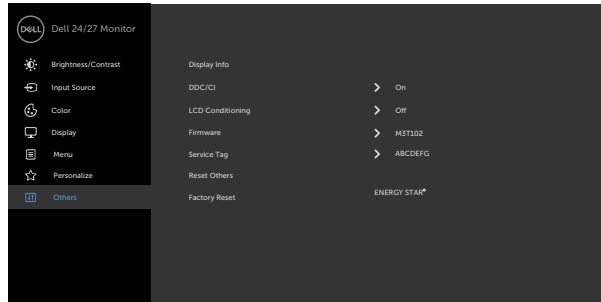 DELL
Dell 24/27 Monitor
Brightness/Contrast
Input Source
Color
Display
Menu
Personalize
Others
Display Info
DDC/CI On
LCD Conditioning Off
Firmware M3T102
Service Tag ABCDEFG
Reset Others
Factory Reset ENERGY STAR®